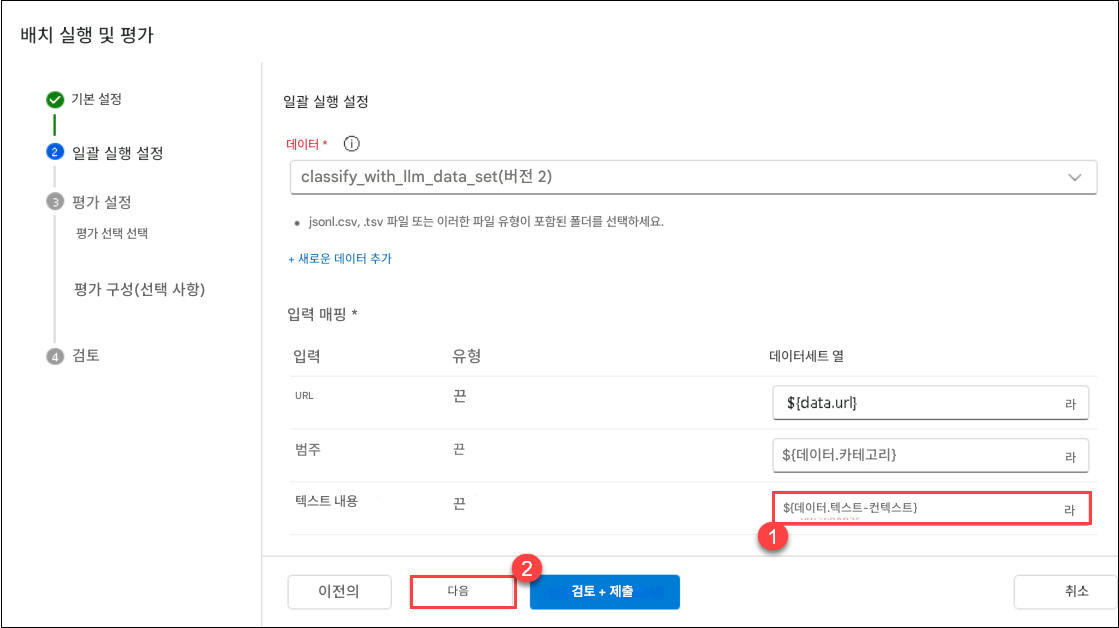 배치 실행 및 평가
기본 설정
2 일괄 실행 설정
3 평가 설정
평가 선택 선택
평가 구성(선택 사항)
4 검토
일괄 실행 설정
데이터 *
classify_with_llm_data_set(버전 2)
• jsonl.csv, .tsv 파일 또는 이러한 파일 유형이 포함된 폴더를 선택하세요.
+ 새로운 데이터 추가
입력 매핑 *
입력 유형 데이터세트 열
URL 끈 ${data.url} 라
범주 끈 ${데이터.카테고리} 라
텍스트 내용 끈 ${데이터.텍스트-컨텍스트} 라
1
2
이전의 다음 검토 + 제출 취소